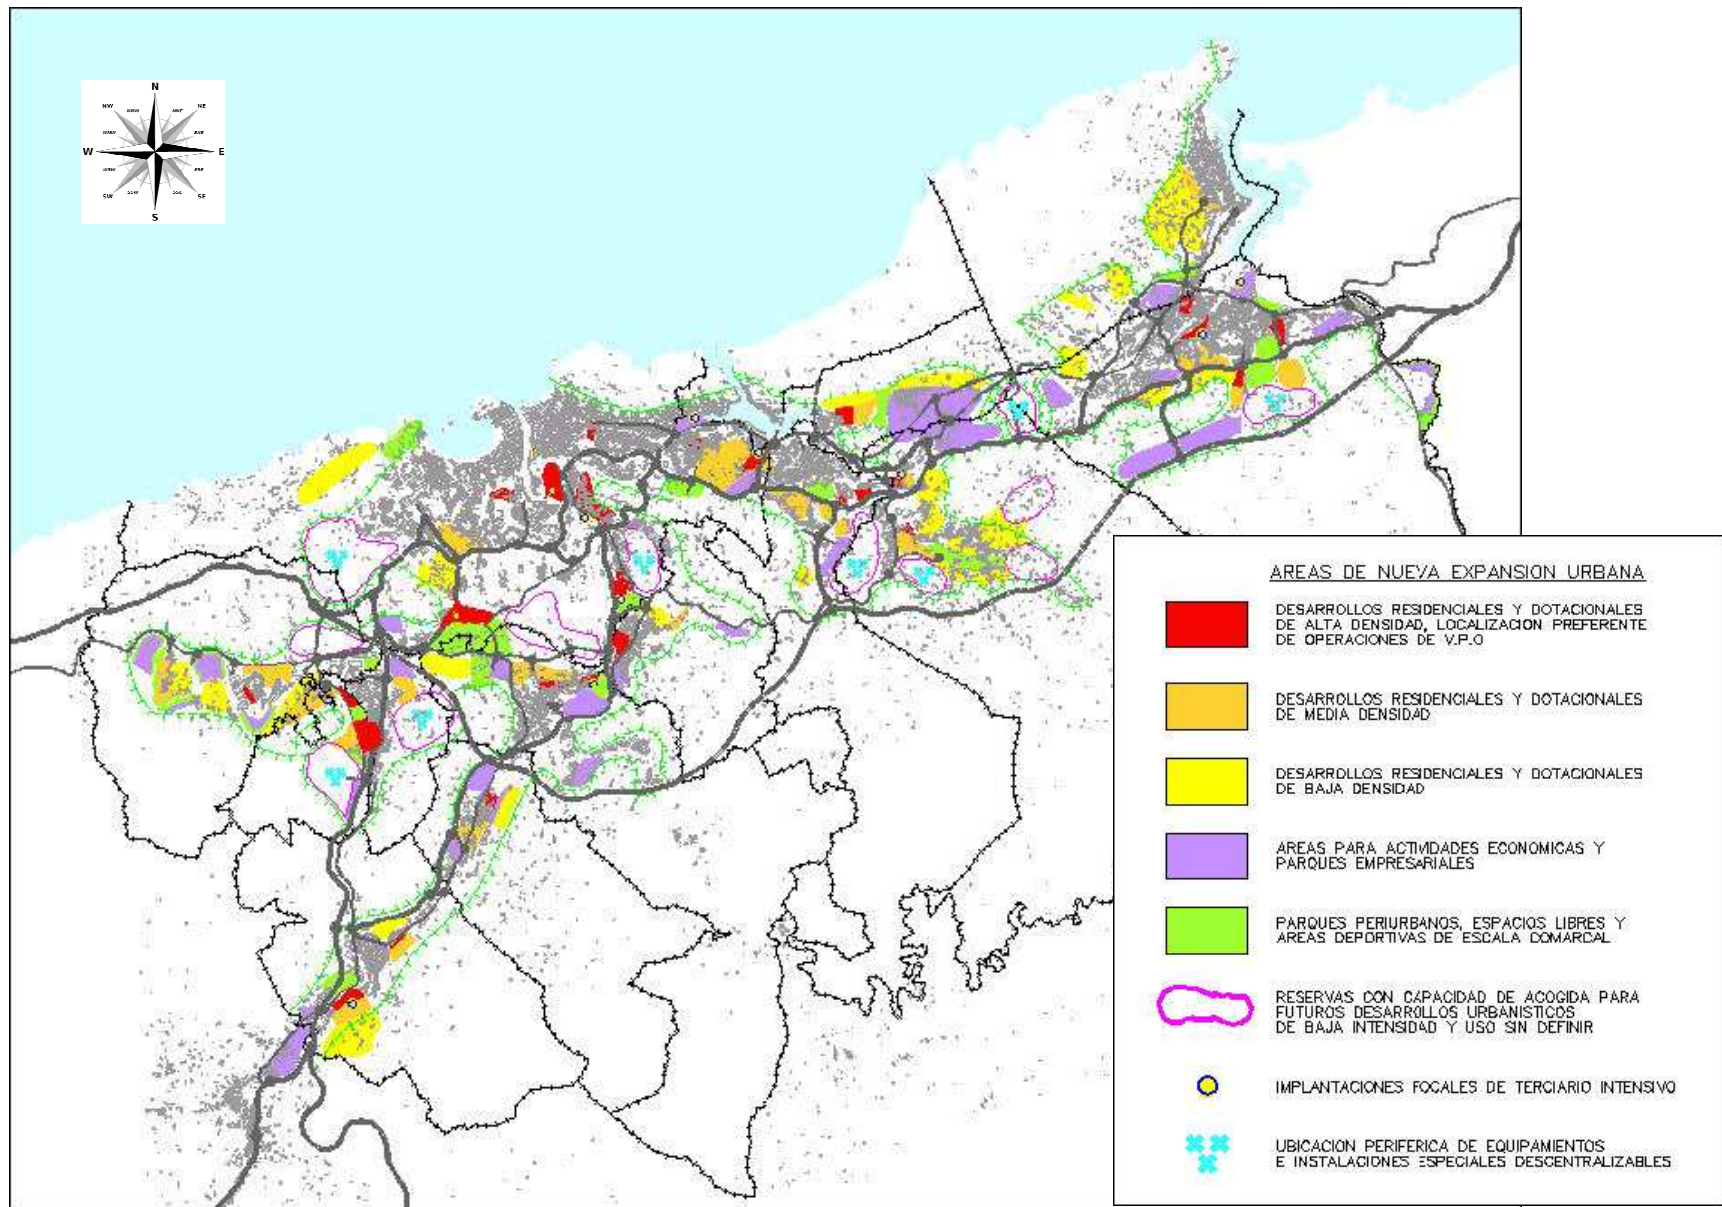 N
NW
NE
W
E
SW
SE
S
AREAS DE NUEVA EXPANSION URBANA
DESARROLLOS RESIDENCIALES Y DOTACIONALES
DE ALTA DENSIDAD, LOCALIZACION PREFERENTE
DE OPERACIONES DE V.P.O
DESARROLLOS RESIDENCIALES Y DOTACIONALES
DE MEDIA DENSIDAD
DESARROLLOS RESIDENCIALES Y DOTACIONALES
DE BAJA DENSIDAD
AREAS PARA ACTIVIDADES ECONOMICAS Y
PARQUES EMPRESARIALES
PARQUES PERIURBANOS, ESPACIOS LIBRES Y
AREAS DEPORTIVAS DE ESCALA COMARCAL
RESERVAS CON CAPACIDAD DE ACOGIDA PARA
FUTUROS DESARROLLOS URBANISTICOS
DE BAJA INTENSIDAD Y USO SIN DEFINIR
IMPLANTACIONES FOCALES DE TERCIARIO INTENSIVO
UBICACION PERIFERICA DE EQUIPAMIENTOS
E INSTALACIONES ESPECIALES DESCENTRALIZABLES